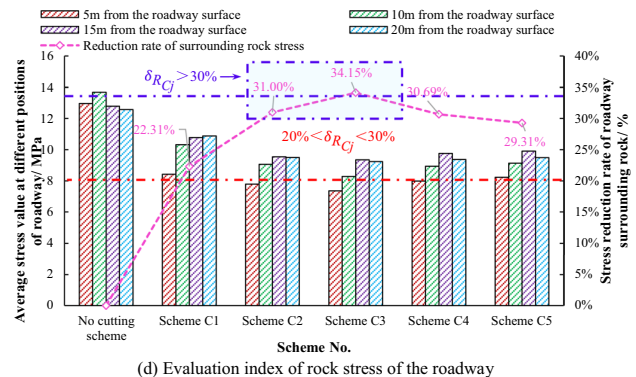 5m from the roadway surface
10m from the roadway surface
15m from the roadway surface
20m from the roadway surface
Reduction rate of surrounding rock stress
Average stress value at different positions
of roadway/ MPa
16
14
12
10
8
6
4
2
0
δRCj>30%
22.31%
31.00%
34.15%
30.69%
29.31%
20%<δRCj<30%
40%
35%
30%
25%
20%
15%
10%
5%
0%
Stress reduction rate of roadway
surrounding rock/ %
No cutting
scheme
Scheme C1
Scheme C2
Scheme C3
Scheme C4
Scheme C5
Scheme No.
(d) Evaluation index of rock stress of the roadway